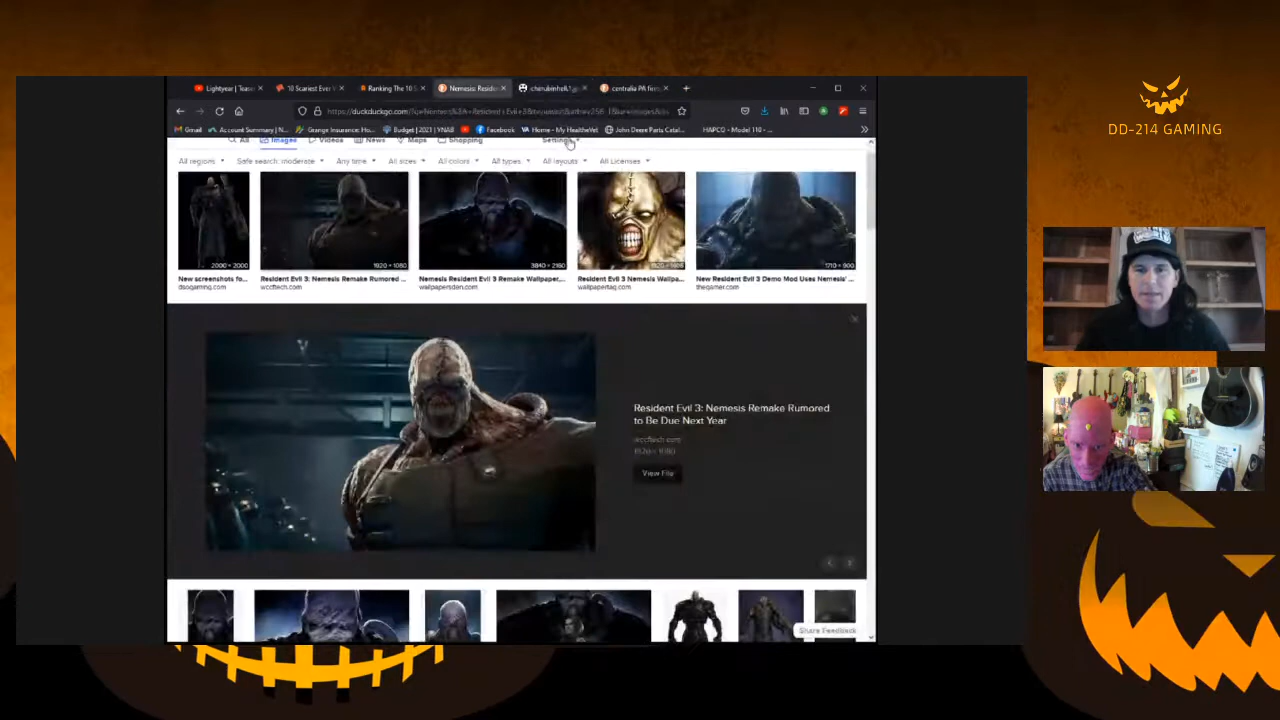 Lightyear | Teaser
10 Scariest Ever
Ranking The 10 S
Nemesis Reside
centralia PA fire
Gmail
Account Summary | N...
Grange Insurance: Ho...
Budget | 2021 | YNAB
Facebook
Home - My HealtheVet
John Deere Parts Catal...
HAPCO - Model 110 - ...
All
Images
Videos
News
Maps
Shopping
Settings
All regions
Safe search: moderate
Any time
All sizes
All colors
All types
All layouts
All Licenses
2000 × 2000
1920 × 1080
3840 × 2160
1710 × 900
New screenshots fo...
dsogaming.com
Resident Evil 3: Nemesis Remake Rumored ...
wccftech.com
Nemesis Resident Evil 3 Remake Wallpaper,...
wallpapersden.com
Resident Evil 3 Nemesis Wallpa...
wallpapertag.com
New Resident Evil 3 Demo Mod Uses Nemesis' ...
thegamer.com
Resident Evil 3: Nemesis Remake Rumored
to Be Due Next Year
wccftech.com
1920 × 1080
View File
Share Feedback
DD-214 GAMING